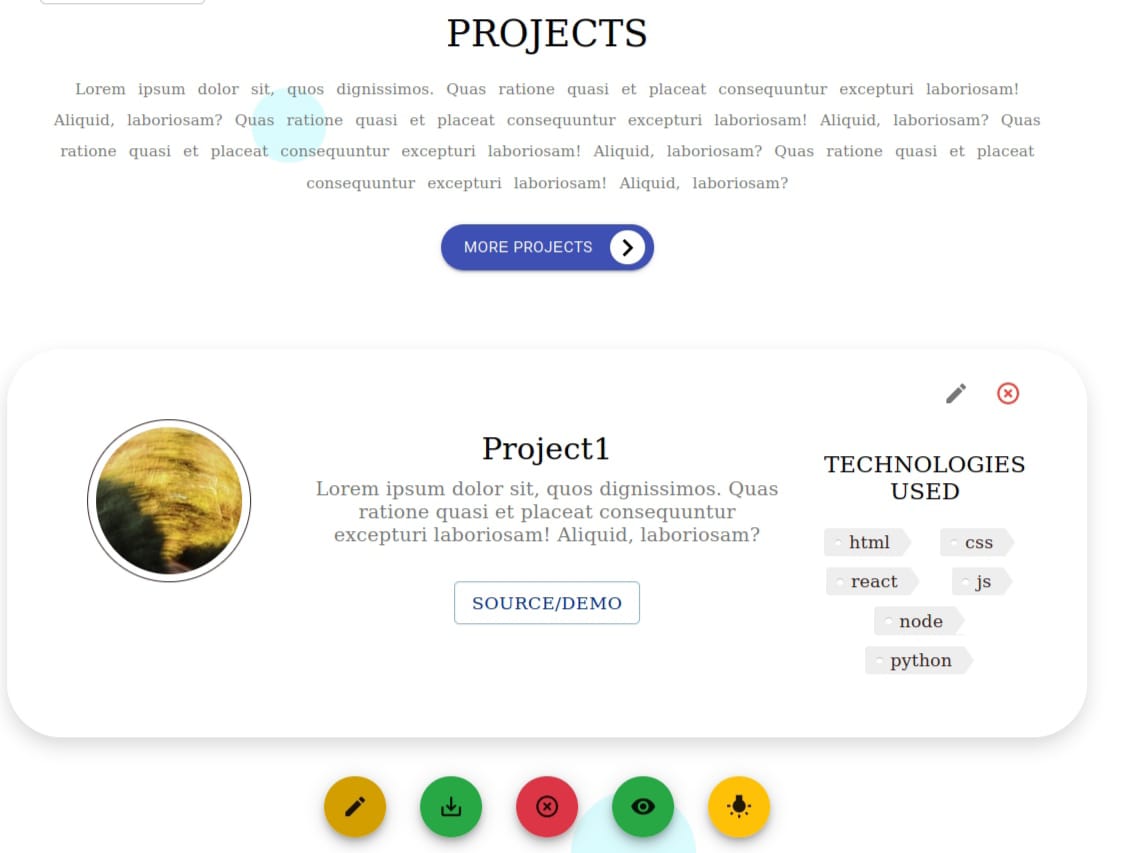 PROJECTS
Lorem ipsum dolor sit, quos dignissimos. Quas ratione quasi et placeat consequuntur excepturi laboriosam!
Aliquid, laboriosam? Quas ratione quasi et placeat consequuntur excepturi laboriosam! Aliquid, laboriosam? Quas
ratione quasi et placeat consequuntur excepturi laboriosam! Aliquid, laboriosam? Quas ratione quasi et placeat
consequuntur excepturi laboriosam! Aliquid, laboriosam?
MORE PROJECTS
Project1
Lorem ipsum dolor sit, quos dignissimos. Quas
ratione quasi et placeat consequuntur
excepturi laboriosam! Aliquid, laboriosam?
SOURCE/DEMO
TECHNOLOGIES
USED
html css
react js
node
python